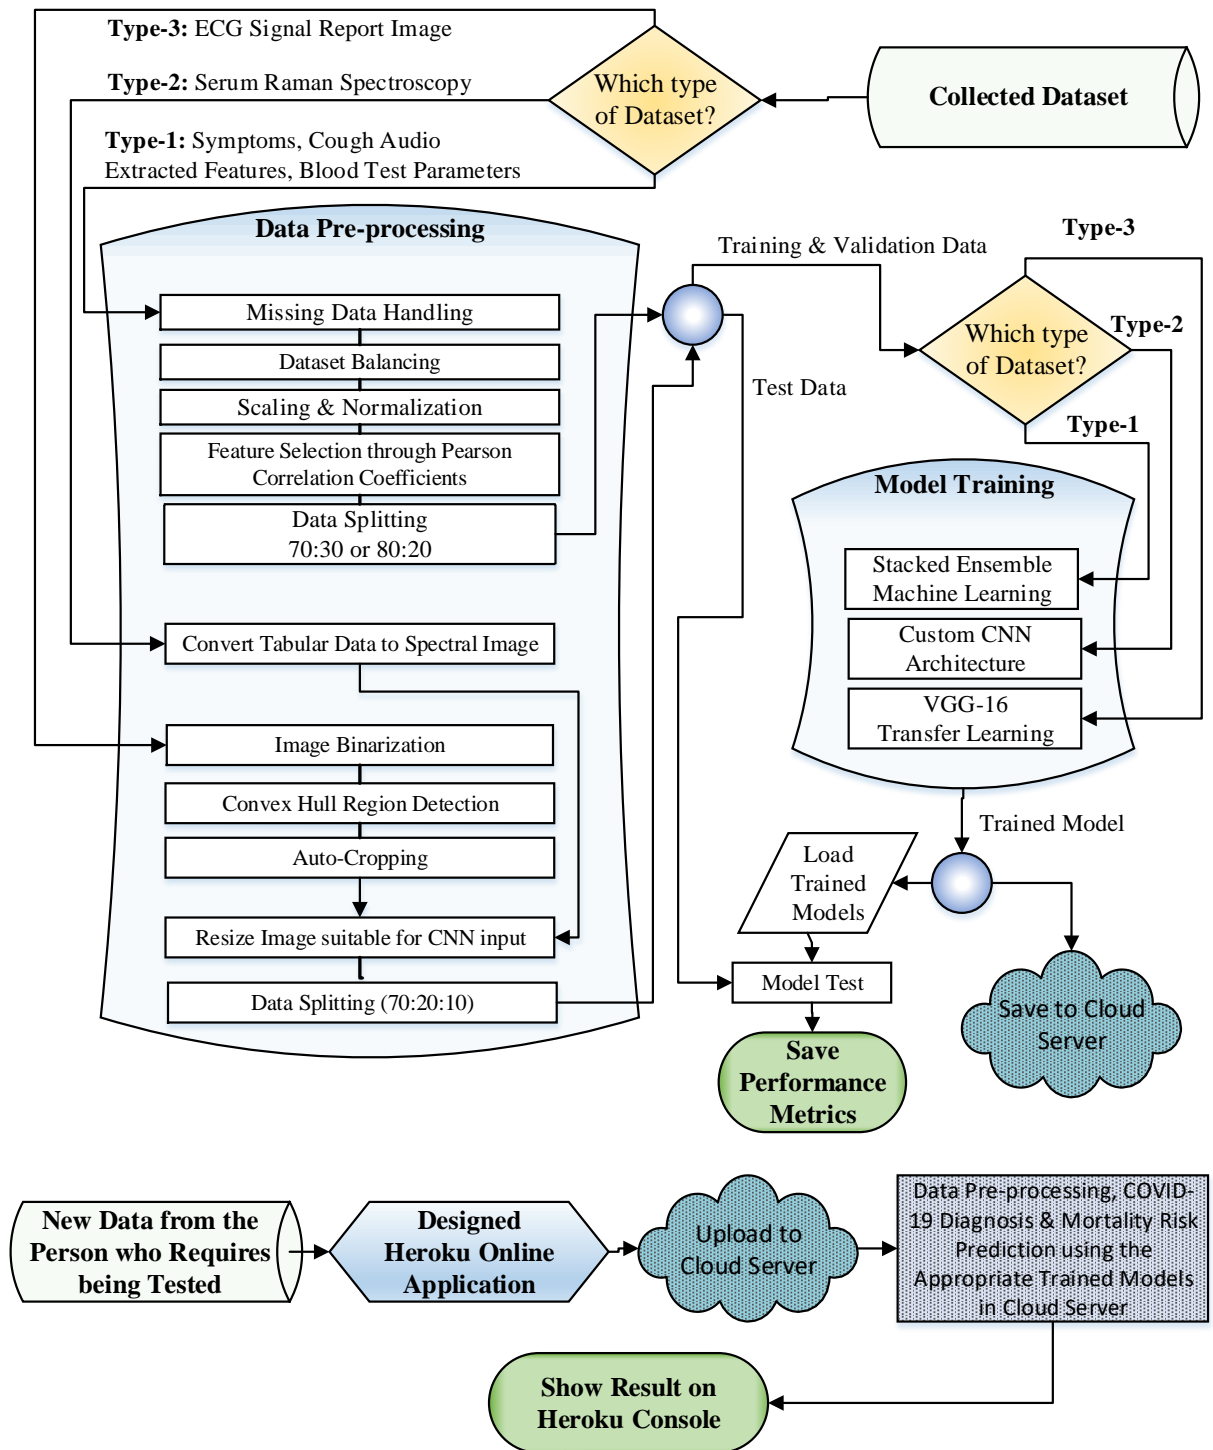 Type-3: ECG Signal Report Image
Type-2: Serum Raman Spectroscopy
Type-1: Symptoms, Cough Audio
Extracted Features, Blood Test Parameters
Which type
of Dataset?
Collected Dataset
Data Pre-processing
Missing Data Handling
Dataset Balancing
Scaling & Normalization
Feature Selection through Pearson
Correlation Coefficients
Data Splitting
70:30 or 80:20
Convert Tabular Data to Spectral Image
Image Binarization
Convex Hull Region Detection
Auto-Cropping
Resize Image suitable for CNN input
Data Splitting (70:20:10)
Training & Validation Data
Test Data
Which type
of Dataset?
Type-3
Type-2
Type-1
Model Training
Stacked Ensemble
Machine Learning
Custom CNN
Architecture
VGG-16
Transfer Learning
Trained Model
Load
Trained
Models
Model Test
Save
Performance
Metrics
Save to Cloud
Server
New Data from the
Person who Requires
being Tested
Designed
Heroku Online
Application
Upload to
Cloud Server
Data Pre-processing, COVID-
19 Diagnosis & Mortality Risk
Prediction using the
Appropriate Trained Models
in Cloud Server
Show Result on
Heroku Console